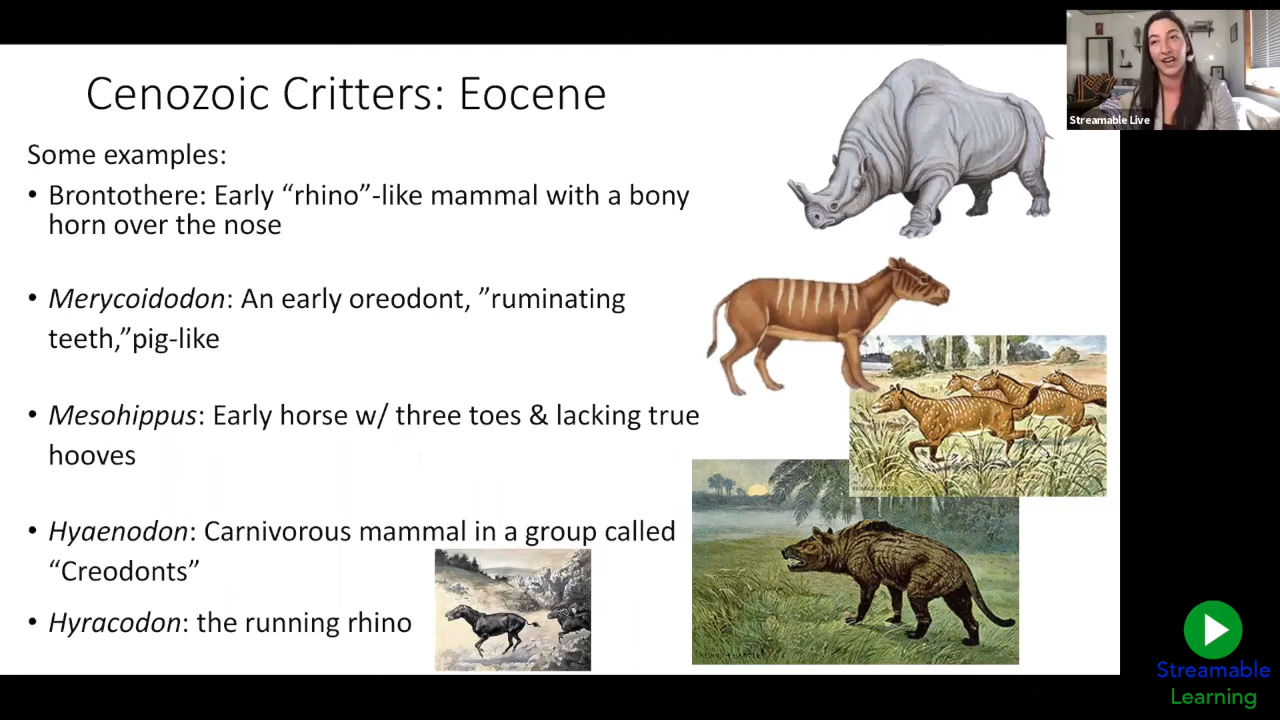 Cenozoic Critters: Eocene
Some examples:
• Brontothere: Early “rhino”-like mammal with a bony
horn over the nose
• Merycoidodon: An early oreodont, ”ruminating
teeth,”pig-like
• Mesohippus: Early horse w/ three toes & lacking true
hooves
• Hyaenodon: Carnivorous mammal in a group called
“Creodonts”
• Hyracodon: the running rhino
Streamable Live
Streamable
Learning